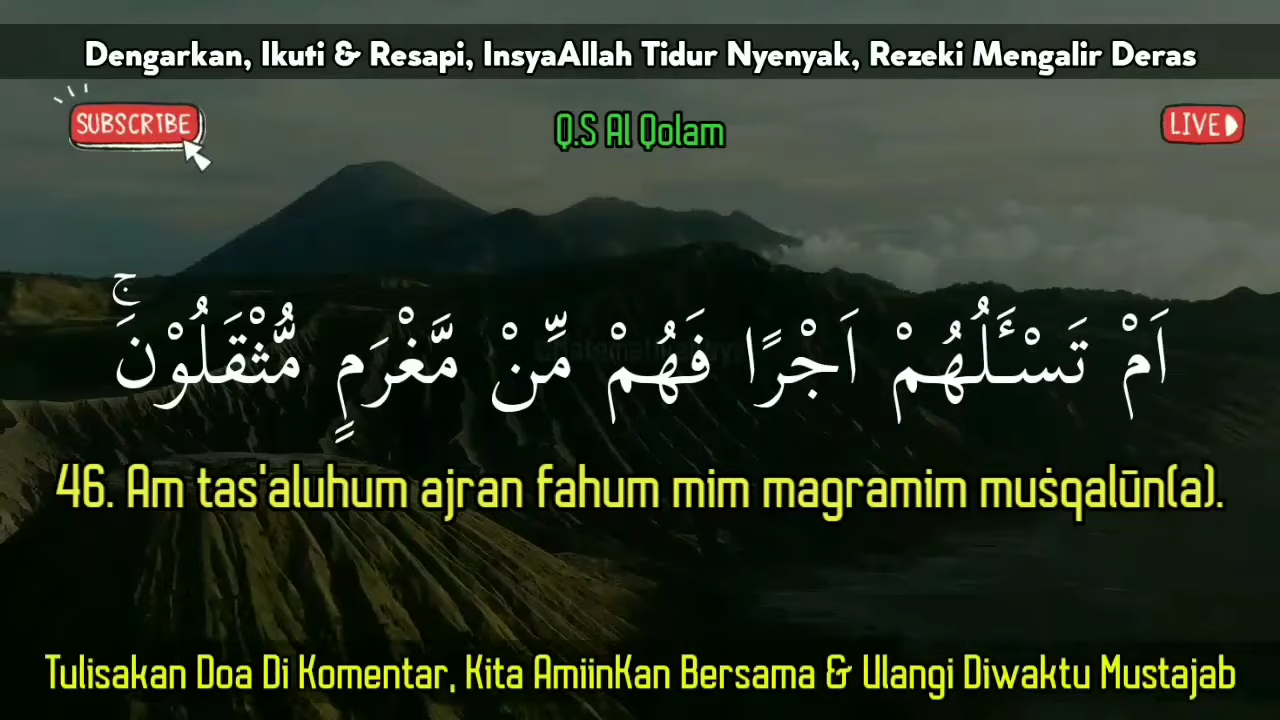 Dengarkan, Ikuti & Resapi, InsyaAllah Tidur Nyenyak, Rezeki Mengalir Deras
SUBSCRIBE
Q.S Al Qolam
LIVE
اَمْ تَسْـَٔلُهُمْ اَجْرًا فَهُمْ مِّنْ مَّغْرَمٍ مُّثْقَلُوْنَۚ
46. Am tas'aluhum ajran fahum mim magramim muṡqalūn(a).
Tulisakan Doa Di Komentar, Kita AmiinKan Bersama & Ulangi Diwaktu Mustajab